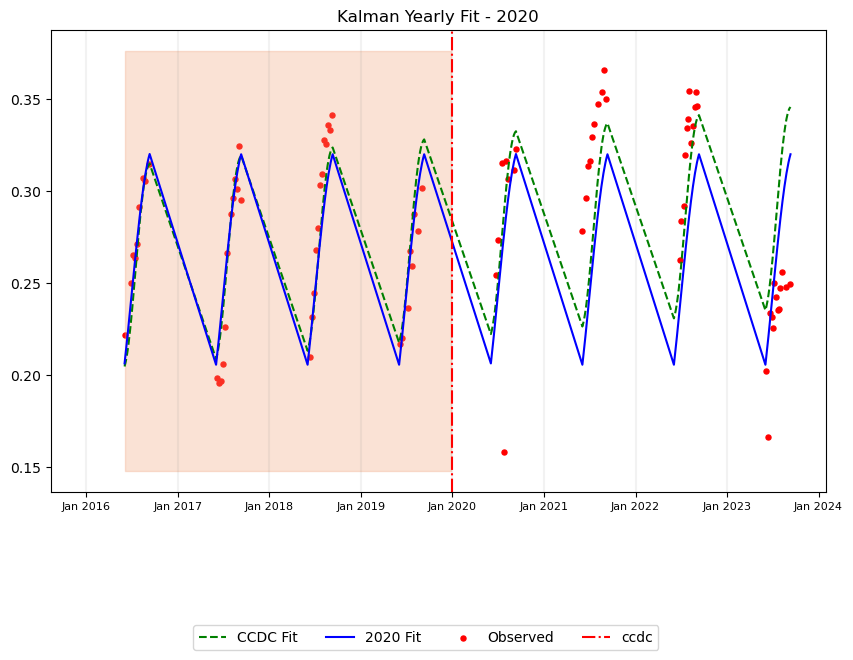 Kalman Yearly Fit - 2020
0.35
0.30
0.25
0.20
0.15
Jan 2016 Jan 2017 Jan 2018 Jan 2019 Jan 2020 Jan 2021 Jan 2022 Jan 2023 Jan 2024
CCDC Fit 2020 Fit Observed ccdc